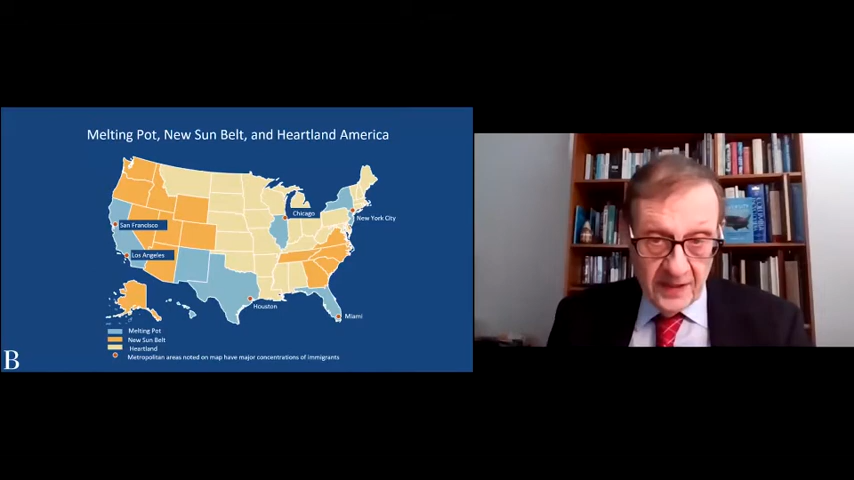 Melting Pot, New Sun Belt, and Heartland America
Chicago
New York City
San Francisco
Los Angeles
Houston
Miami
Melting Pot
New Sun Belt
Heartland
Metropolitan areas noted on map have major concentrations of immigrants
B